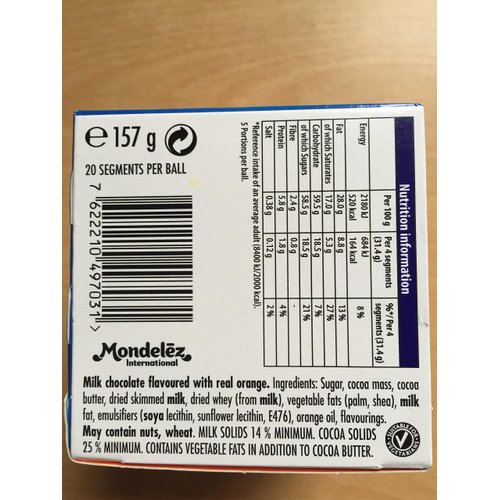 ℮ 157 g
20 SEGMENTS PER BALL
7 622210 497031 >
Nutrition information
Per 100 g Per 4 segments (31.4 g) %*/Per 4 segments (31.4 g)
Energy 2180 kJ 684 kJ
520 kcal 164 kcal 8 %
Fat 28.0 g 8.8 g 13 %
of which Saturates 17.0 g 5.3 g 27 %
Carbohydrate 59.5 g 18.5 g 7 %
of which Sugars 58.5 g 18.5 g 21 %
Fibre 2.4 g 0.8 g -
Protein 5.8 g 1.8 g 4 %
Salt 0.38 g 0.12 g 2 %
*Reference intake of an average adult (8400 kJ/2000 kcal).
5 Portions per ball.
Mondelēz
International
Milk chocolate flavoured with real orange. Ingredients: Sugar, cocoa mass, cocoa
butter, dried skimmed milk, dried whey (from milk), vegetable fats (palm, shea), milk
fat, emulsifiers (soya lecithin, sunflower lecithin, E476), orange oil, flavourings.
May contain nuts, wheat. MILK SOLIDS 14 % MINIMUM. COCOA SOLIDS
25 % MINIMUM. CONTAINS VEGETABLE FATS IN ADDITION TO COCOA BUTTER.
SUITABLE FOR
VEGETARIANS